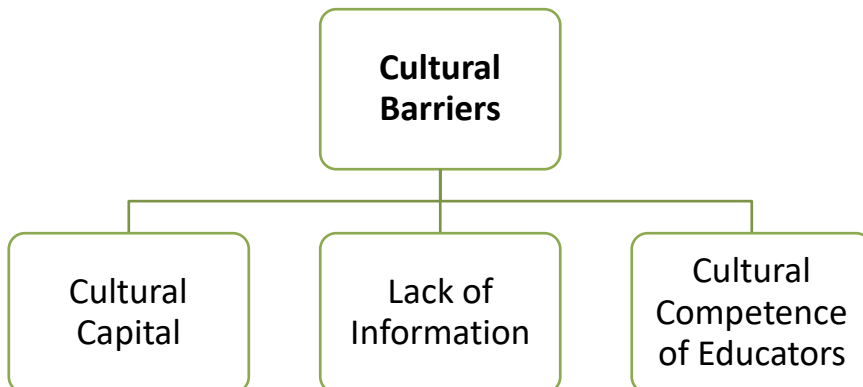 Cultural
Barriers
Cultural
Capital
Lack of
Information
Cultural
Competence
of Educators